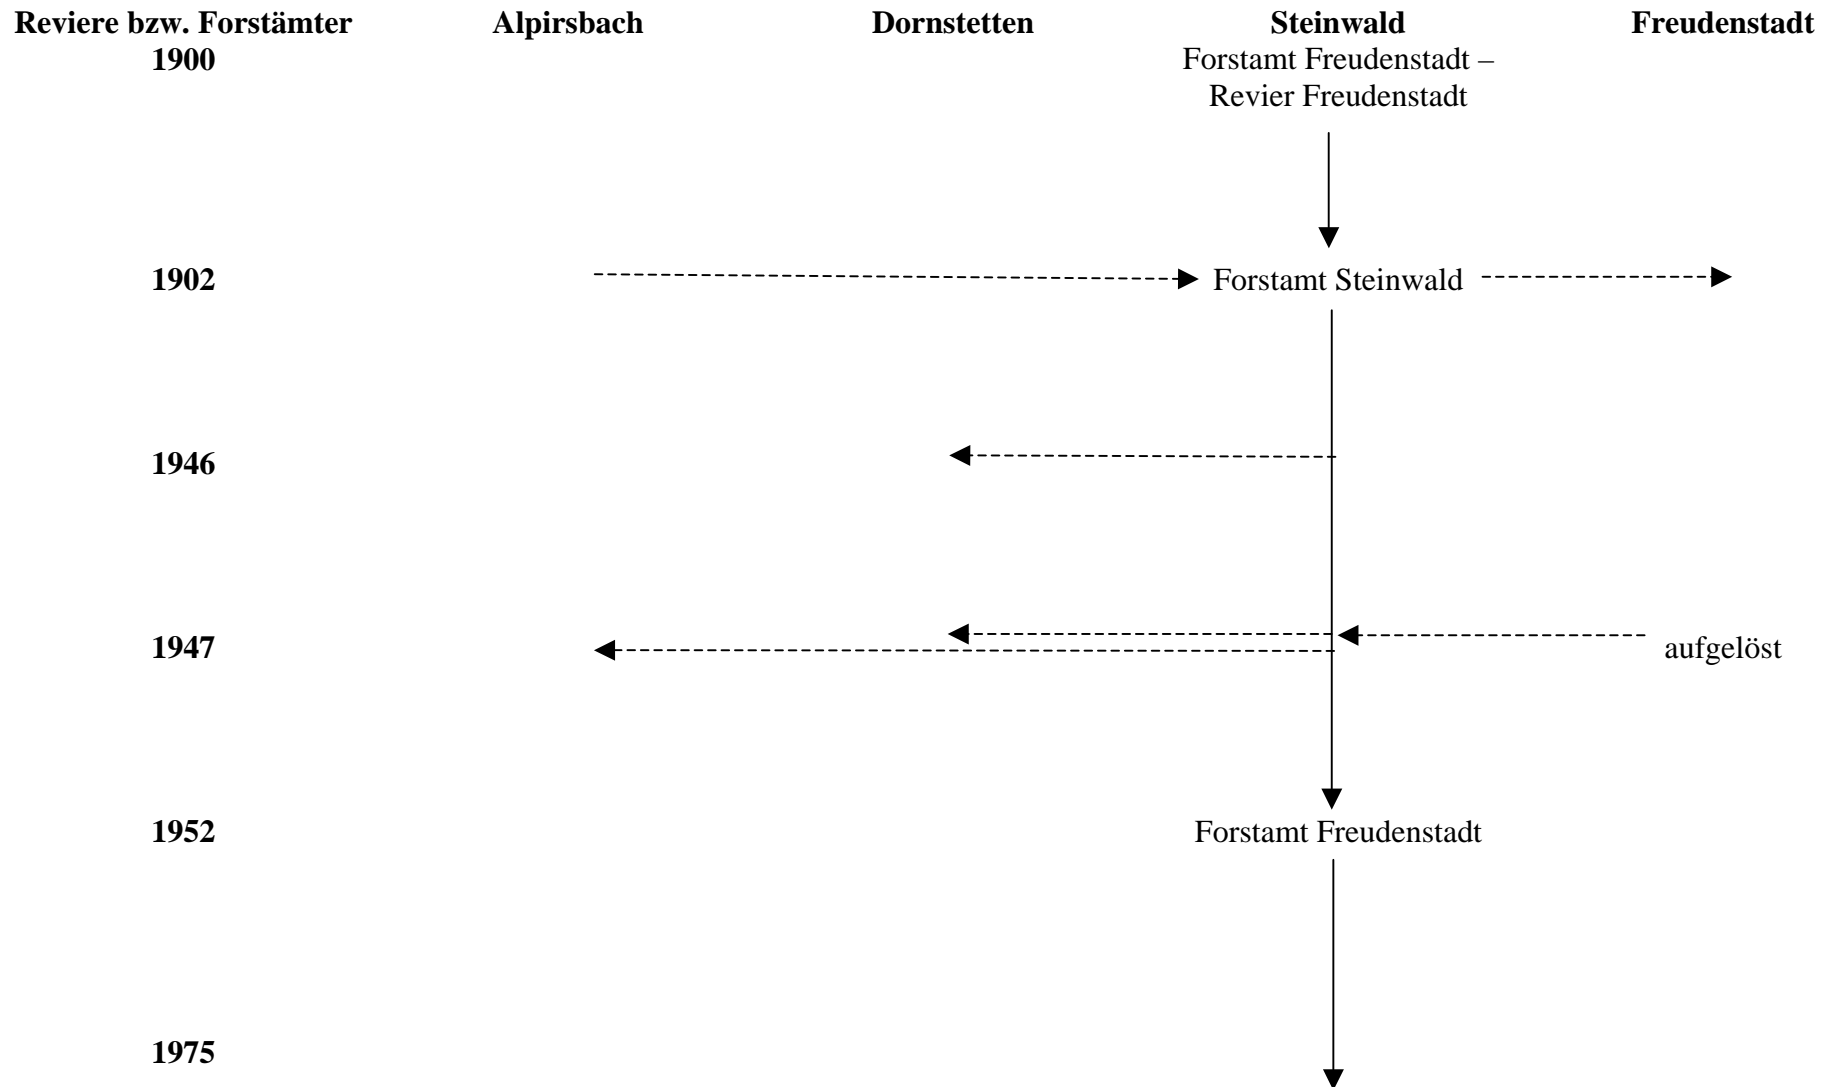 Reviere bzw. Forstämter Alpirsbach Dornstetten Steinwald Freudenstadt
1900 Forstamt Freudenstadt –
Revier Freudenstadt
1902 Forstamt Steinwald
1946
1947 aufgelöst
1952 Forstamt Freudenstadt
1975